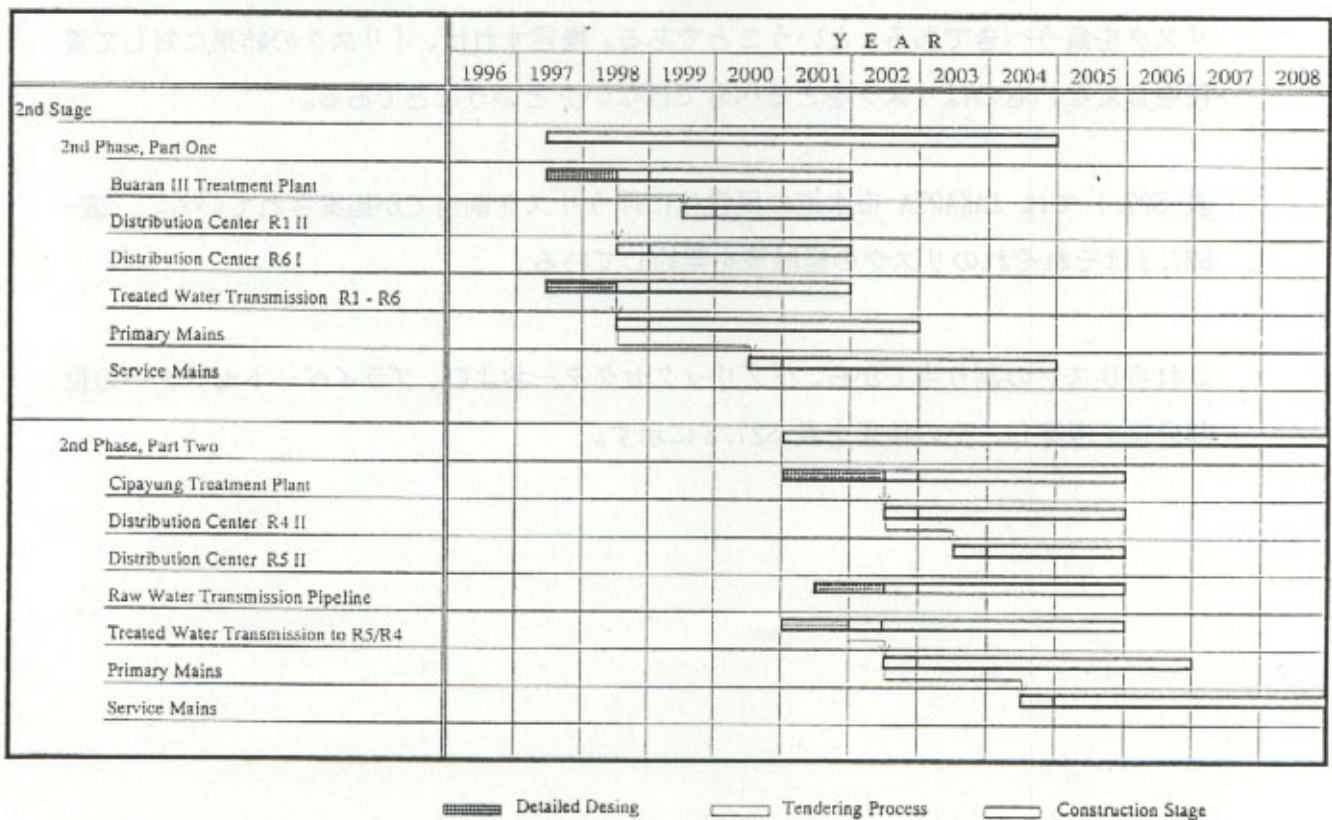 Y E A R
1996 1997 1998 1999 2000 2001 2002 2003 2004 2005 2006 2007 2008
2nd Stage
2nd Phase, Part One
Buaran III Treatment Plant
Distribution Center R1 II
Distribution Center R6 I
Treated Water Transmission R1 - R6
Primary Mains
Service Mains
2nd Phase, Part Two
Cipayung Treatment Plant
Distribution Center R4 II
Distribution Center R5 II
Raw Water Transmission Pipeline
Treated Water Transmission to R5/R4
Primary Mains
Service Mains
Detailed Desing Tendering Process Construction Stage